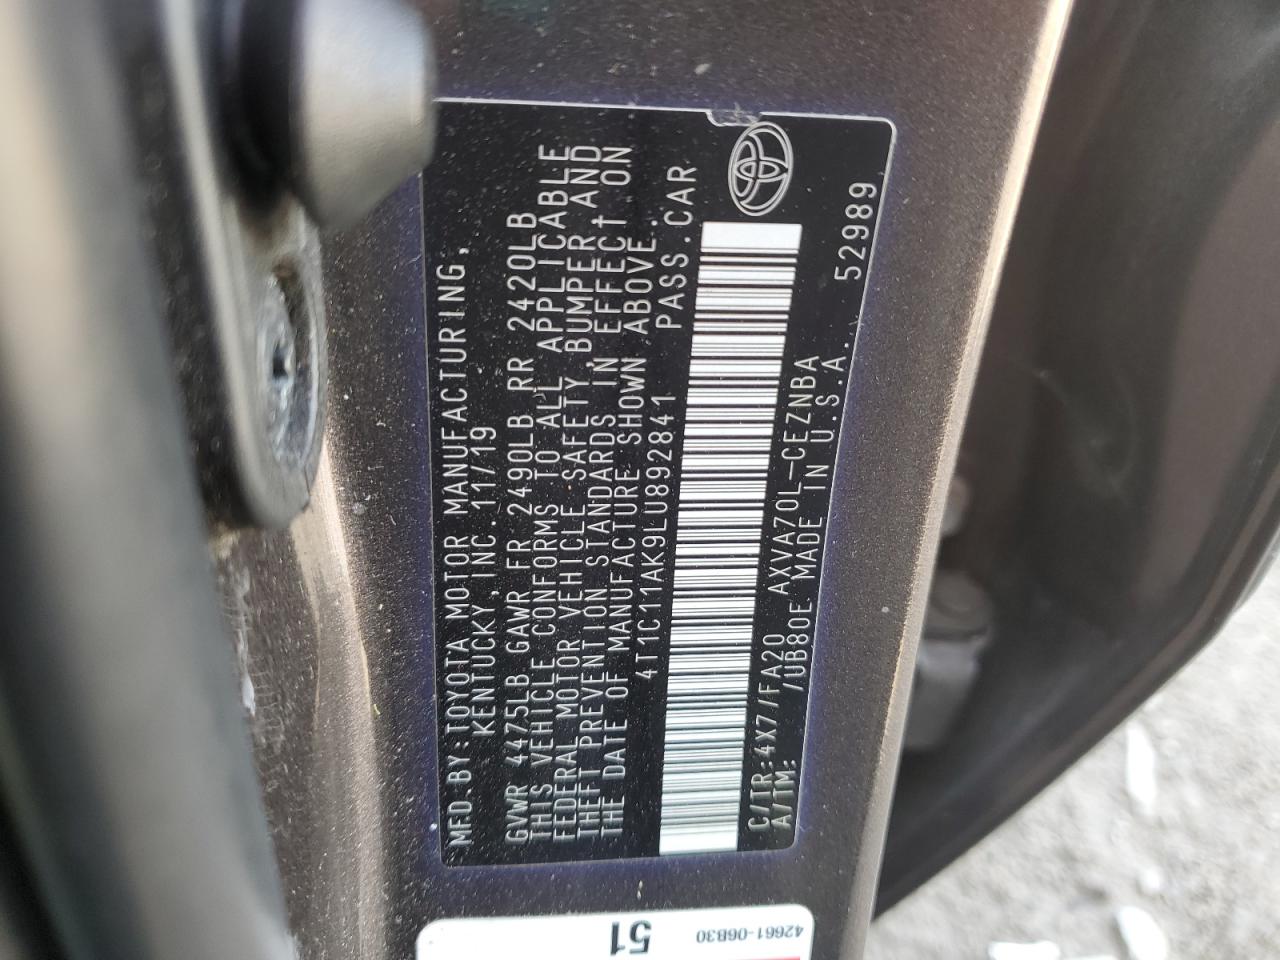 MFD.BY:TOYOTA MOTOR MANUFACTURING,
KENTUCKY, INC. 11/19
GVWR 4475LB GAWR FR 2490LB RR 2420LB
THIS VEHICLE CONFORMS TO ALL APPLICABLE
FEDERAL MOTOR VEHICLE SAFETY, BUMPER AND
THEFT PREVENTION STANDARDS IN EFFECT ON
THE DATE OF MANUFACTURE SHOWN ABOVE.
4T1C11AK9LU892841 PASS.CAR
C/TR:4X7/FA20 AXVA70L-CEZNBA
A/TM: /UB80E MADE IN U.S.A. 52989
51
42661-06B30